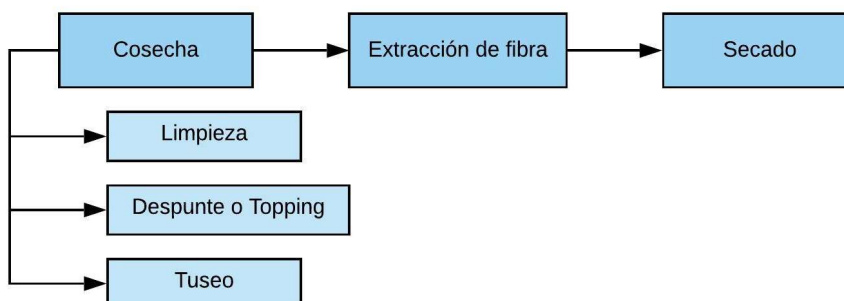 Cosecha
Extracción de fibra
Secado
Limpieza
Despunte o Topping
Tuseo